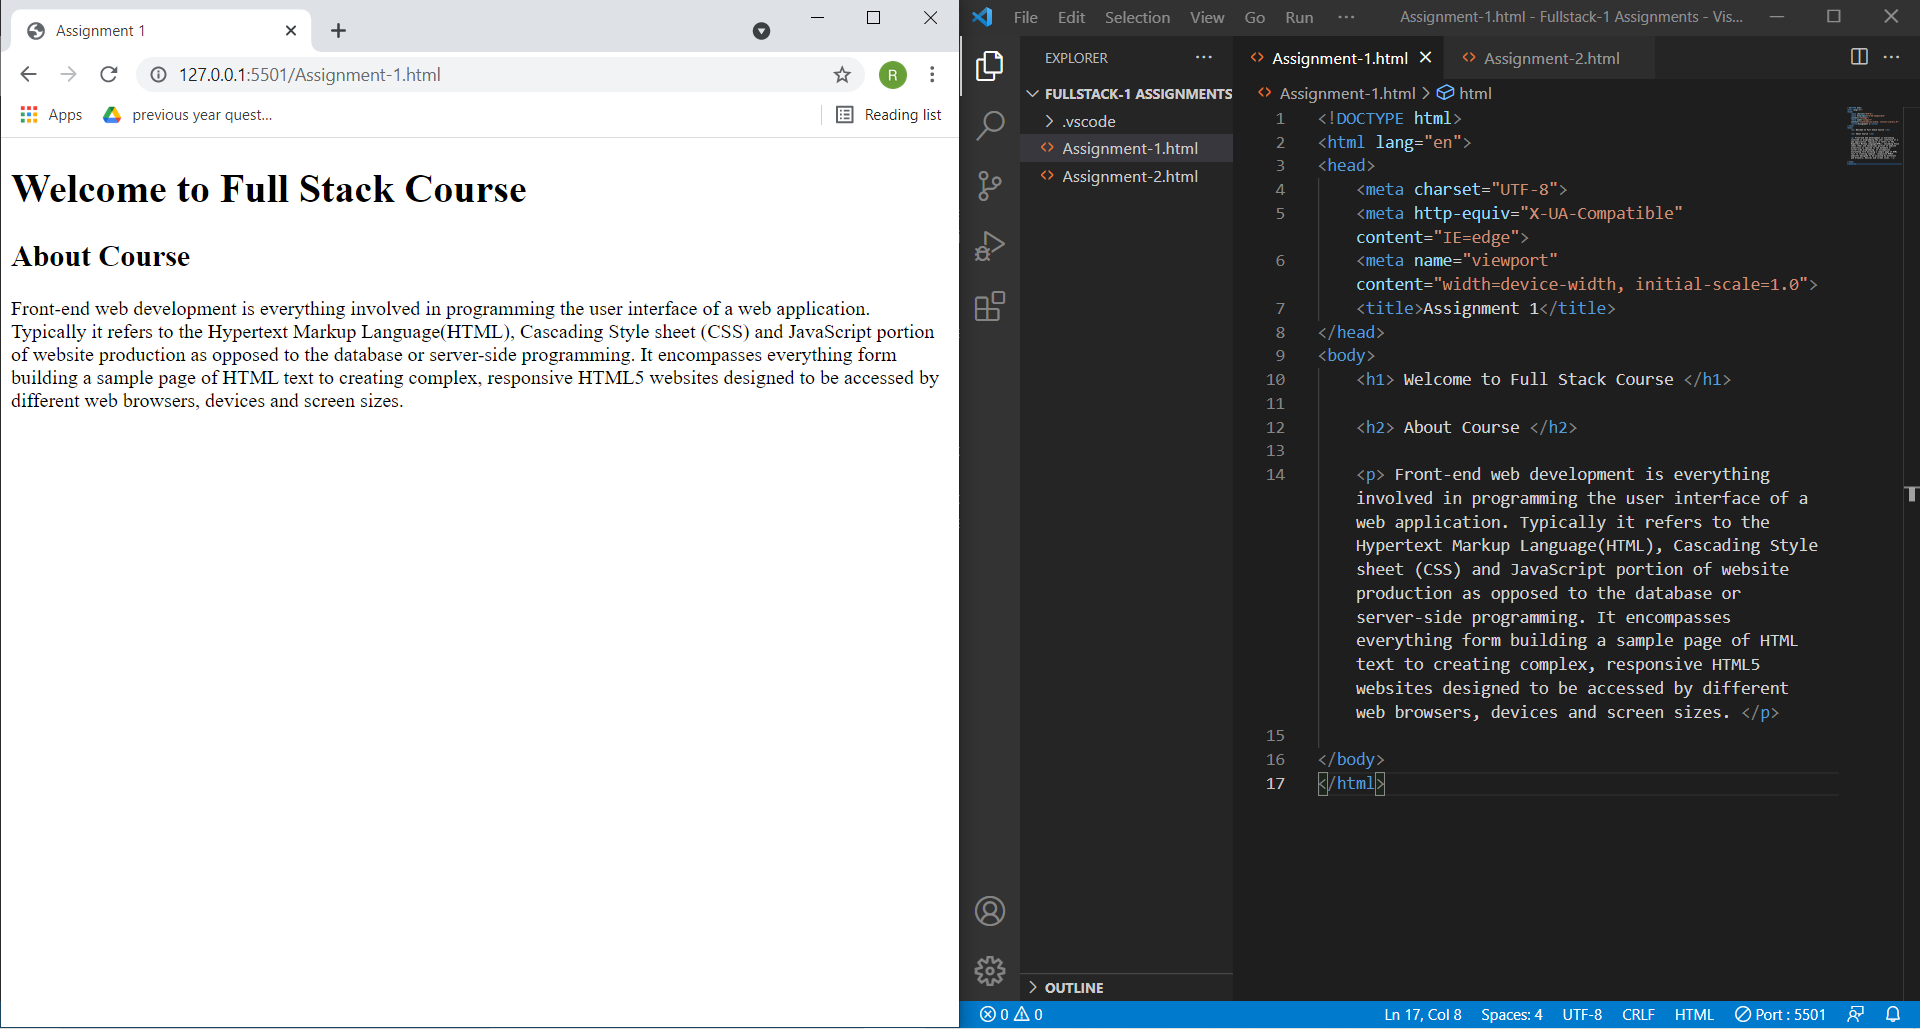 Assignment 1
127.0.0.1:5501/Assignment-1.html
R
Apps
previous year quest...
Reading list
Welcome to Full Stack Course
About Course
Front-end web development is everything involved in programming the user interface of a web application.
Typically it refers to the Hypertext Markup Language(HTML), Cascading Style sheet (CSS) and JavaScript portion
of website production as opposed to the database or server-side programming. It encompasses everything form
building a sample page of HTML text to creating complex, responsive HTML5 websites designed to be accessed by
different web browsers, devices and screen sizes.
File Edit Selection View Go Run ··· Assignment-1.html - Fullstack-1 Assignments - Vis...
EXPLORER ···
FULLSTACK-1 ASSIGNMENTS
.vscode
Assignment-1.html
Assignment-2.html
OUTLINE
Assignment-1.html Assignment-2.html
Assignment-1.html > html
1 <!DOCTYPE html>
2 <html lang="en">
3 <head>
4 <meta charset="UTF-8">
5 <meta http-equiv="X-UA-Compatible"
content="IE=edge">
6 <meta name="viewport"
content="width=device-width, initial-scale=1.0">
7 <title>Assignment 1</title>
8 </head>
9 <body>
10 <h1> Welcome to Full Stack Course </h1>
11
12 <h2> About Course </h2>
13
14 <p> Front-end web development is everything
involved in programming the user interface of a
web application. Typically it refers to the
Hypertext Markup Language(HTML), Cascading Style
sheet (CSS) and JavaScript portion of website
production as opposed to the database or
server-side programming. It encompasses
everything form building a sample page of HTML
text to creating complex, responsive HTML5
websites designed to be accessed by different
web browsers, devices and screen sizes. </p>
15
16 </body>
17 </html>
0 0 Ln 17, Col 8 Spaces: 4 UTF-8 CRLF HTML Port : 5501